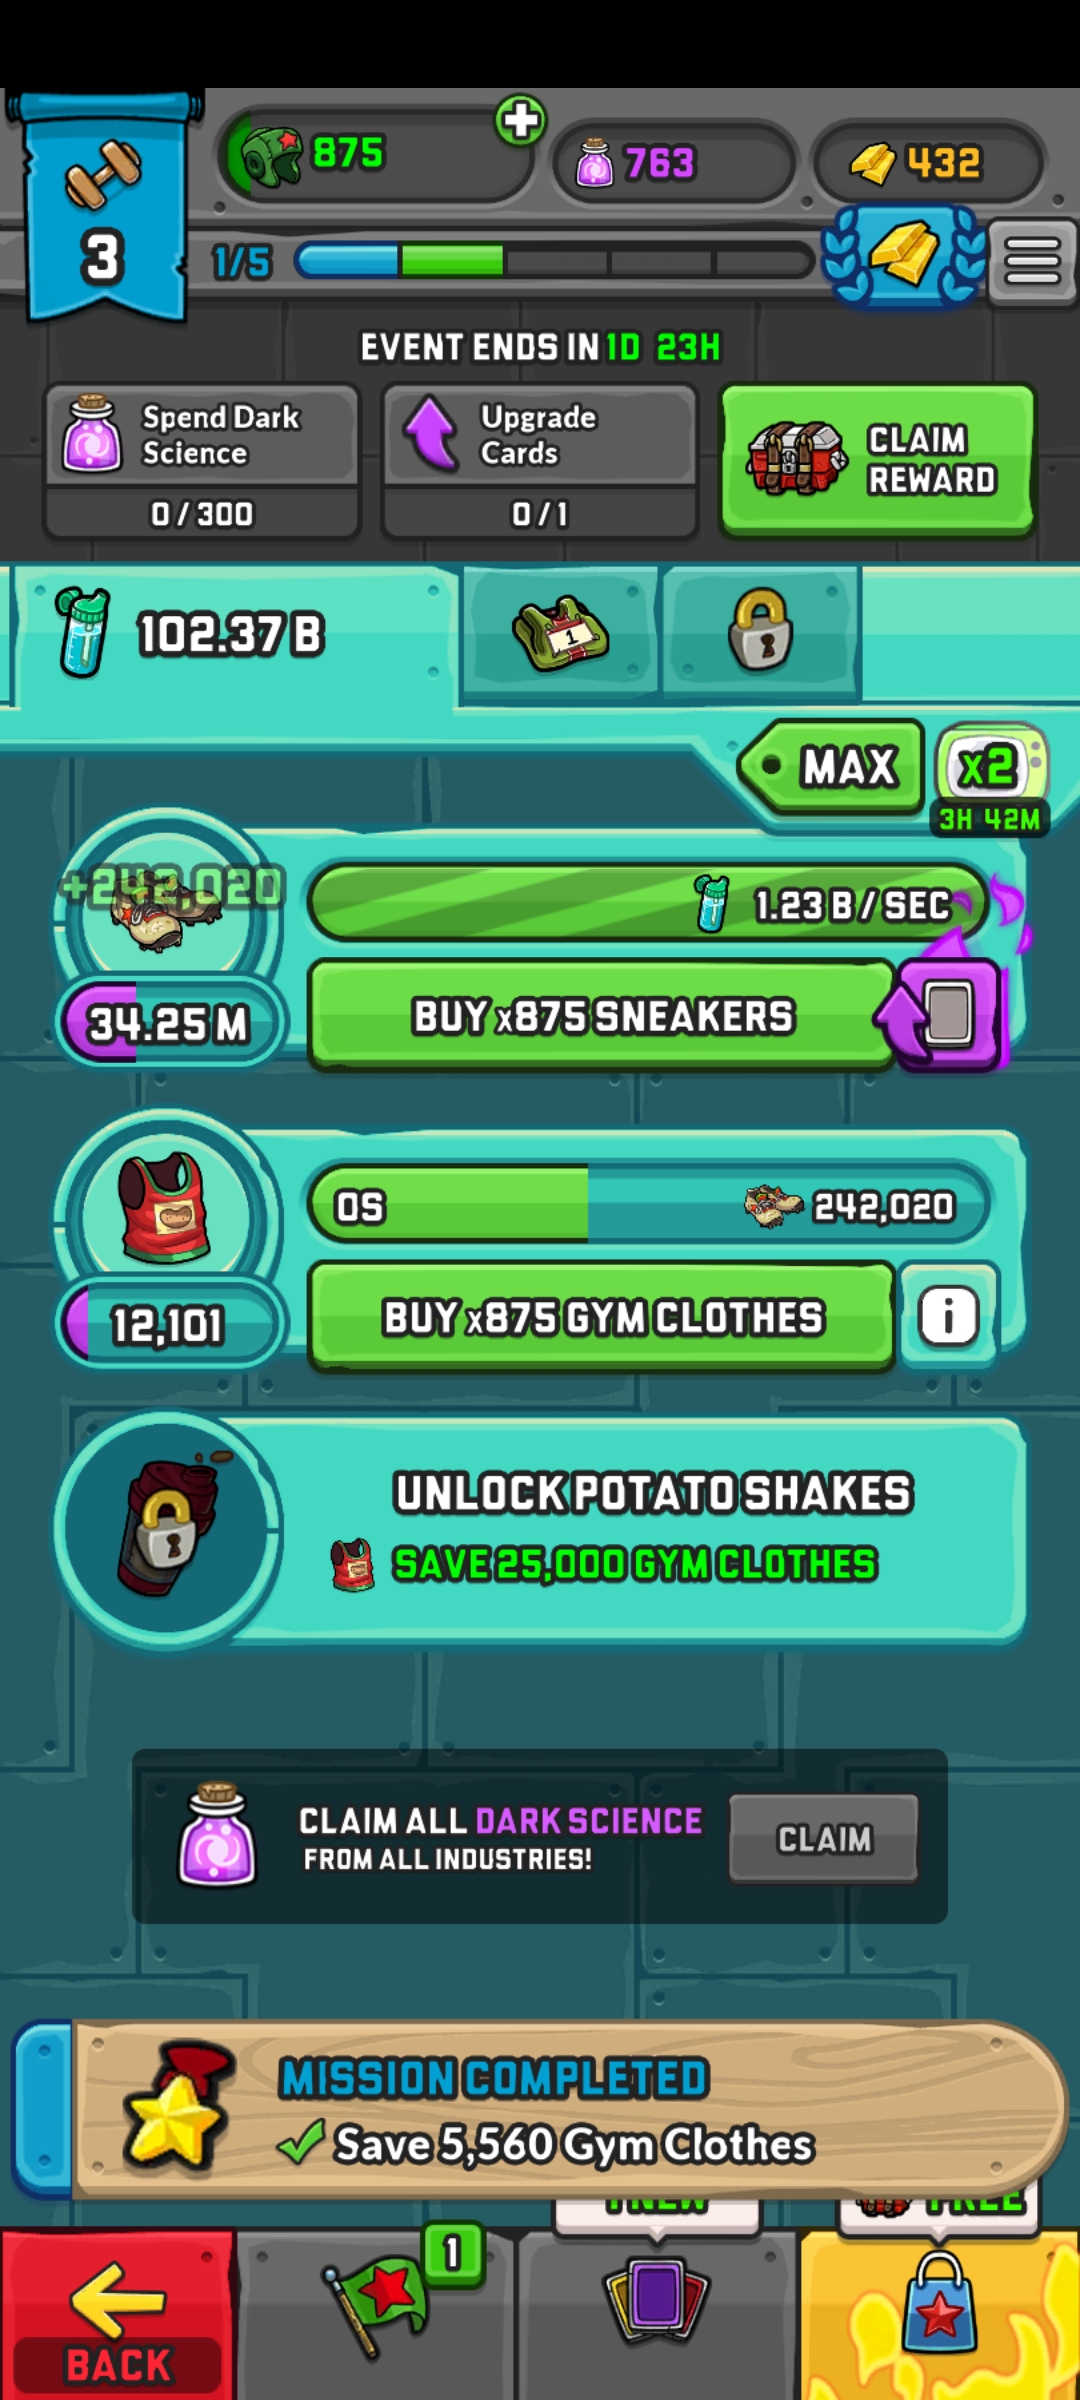 875
763
432
3
1/5
EVENT ENDS IN 1D 23H
Spend Dark
Science
0 / 300
Upgrade
Cards
0 / 1
CLAIM
REWARD
102.37 B
1
MAX
x2
3H 42M
+242,020
1.23 B / SEC
34.25 M
BUY x875 SNEAKERS
0S
242,020
12,101
BUY x875 GYM CLOTHES
i
UNLOCK POTATO SHAKES
SAVE 25,000 GYM CLOTHES
CLAIM ALL DARK SCIENCE
FROM ALL INDUSTRIES!
CLAIM
MISSION COMPLETED
Save 5,560 Gym Clothes
1 NEW
FREE
1
BACK